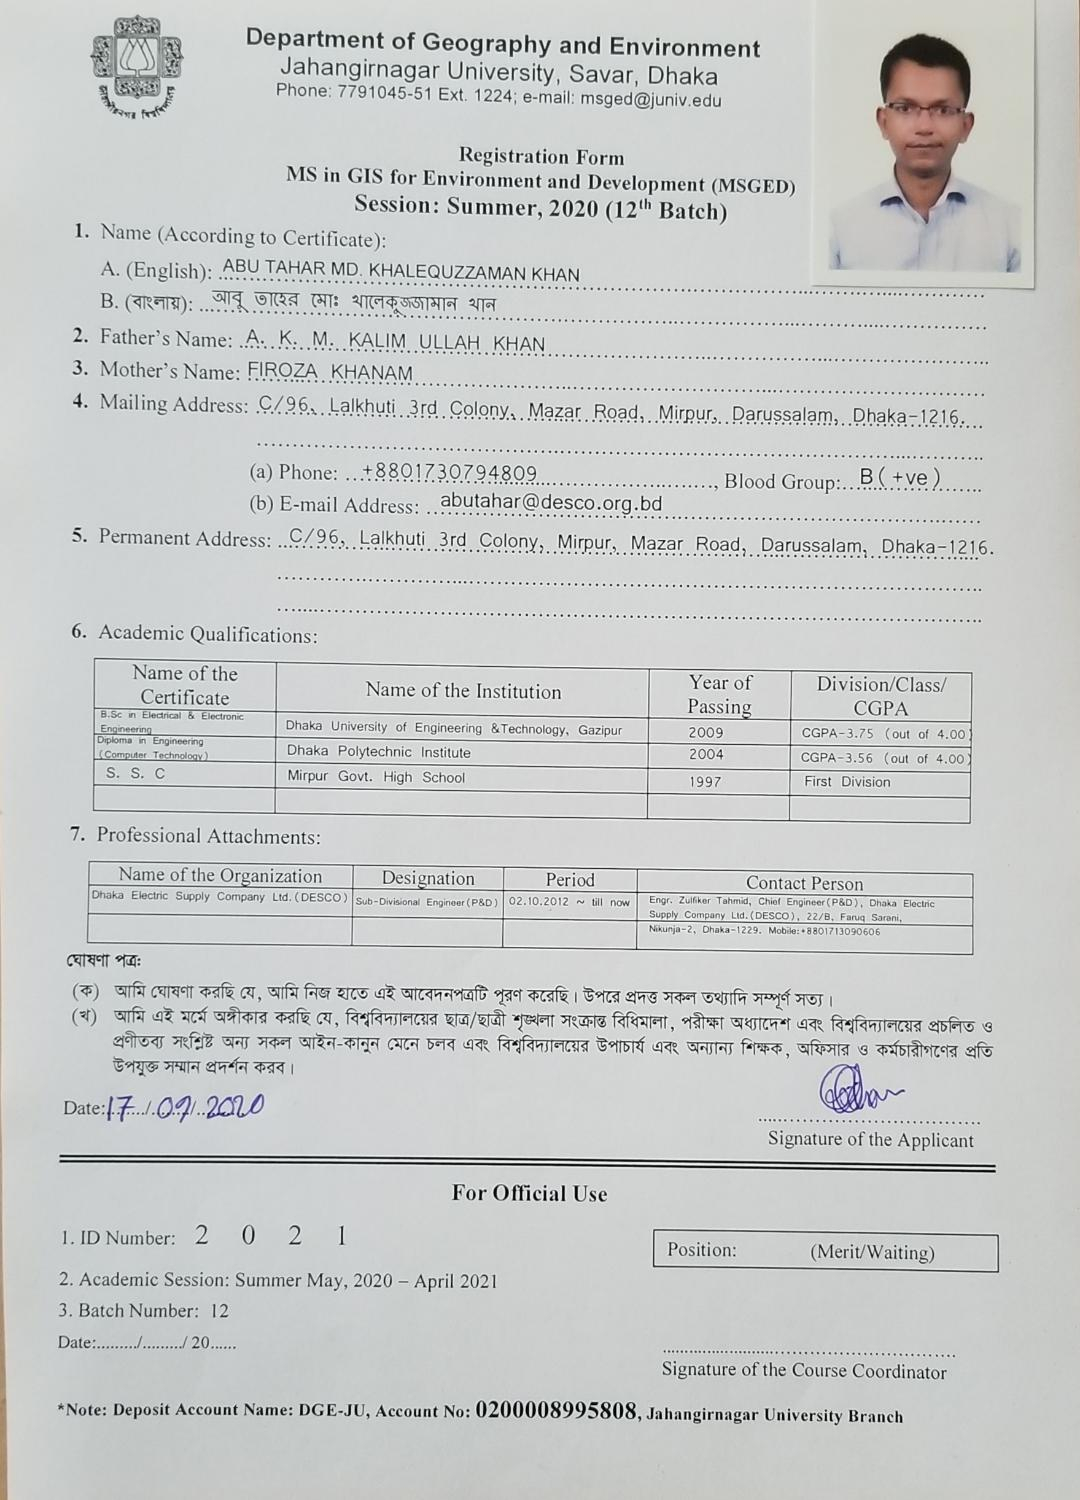 জাহাঙ্গীরনগর বিশ্ববিদ্যালয়
Department of Geography and Environment
Jahangirnagar University, Savar, Dhaka
Phone: 7791045-51 Ext. 1224; e-mail: msged@juniv.edu
Registration Form
MS in GIS for Environment and Development (MSGED)
Session: Summer, 2020 (12th Batch)
1. Name (According to Certificate):
A. (English): ABU TAHAR MD. KHALEQUZZAMAN KHAN
B. (বাংলায়): আবু তাহের মোঃ খালেকুজ্জামান খান
2. Father's Name: A. K. M. KALIM ULLAH KHAN
3. Mother's Name: FIROZA KHANAM
4. Mailing Address: C/96, Lalkhuti 3rd Colony, Mazar Road, Mirpur, Darussalam, Dhaka-1216.
(a) Phone: +8801730794809, Blood Group: B(+ve)
(b) E-mail Address: abutahar@desco.org.bd
5. Permanent Address: C/96, Lalkhuti 3rd Colony, Mirpur, Mazar Road, Darussalam, Dhaka-1216.
6. Academic Qualifications:
Name of the Certificate Name of the Institution Year of Passing Division/Class/ CGPA
B.Sc in Electrical & Electronic Engineering Dhaka University of Engineering &Technology, Gazipur 2009 CGPA-3.75 (out of 4.00)
Diploma in Engineering (Computer Technology) Dhaka Polytechnic Institute 2004 CGPA-3.56 (out of 4.00)
S. S. C Mirpur Govt. High School 1997 First Division
7. Professional Attachments:
Name of the Organization Designation Period Contact Person
Dhaka Electric Supply Company Ltd.(DESCO) Sub-Divisional Engineer(P&D) 02.10.2012 ~ till now Engr. Zulfiker Tahmid, Chief Engineer(P&D), Dhaka Electric
Supply Company Ltd.(DESCO), 22/B, Faruq Sarani,
Nikunja-2, Dhaka-1229. Mobile:+8801713090606
ঘোষণা পত্র:
(ক) আমি ঘোষণা করছি যে, আমি নিজ হাতে এই আবেদনপত্রটি পূরণ করেছি। উপরে প্রদত্ত সকল তথ্যাদি সম্পূর্ণ সত্য।
(খ) আমি এই মর্মে অঙ্গীকার করছি যে, বিশ্ববিদ্যালয়ের ছাত্র/ছাত্রী শৃঙ্খলা সংক্রান্ত বিধিমালা, পরীক্ষা অধ্যাদেশ এবং বিশ্ববিদ্যালয়ের প্রচলিত ও
প্রণীতব্য সংশ্লিষ্ট অন্য সকল আইন-কানুন মেনে চলব এবং বিশ্ববিদ্যালয়ের উপাচার্য এবং অন্যান্য শিক্ষক, অফিসার ও কর্মচারীগণের প্রতি
উপযুক্ত সম্মান প্রদর্শন করব।
Date: 17/09/2020
Signature of the Applicant
For Official Use
1. ID Number: 2 0 2 1
Position: (Merit/Waiting)
2. Academic Session: Summer May, 2020 – April 2021
3. Batch Number: 12
Date:........./........./ 20......
Signature of the Course Coordinator
*Note: Deposit Account Name: DGE-JU, Account No: 0200008995808, Jahangirnagar University Branch